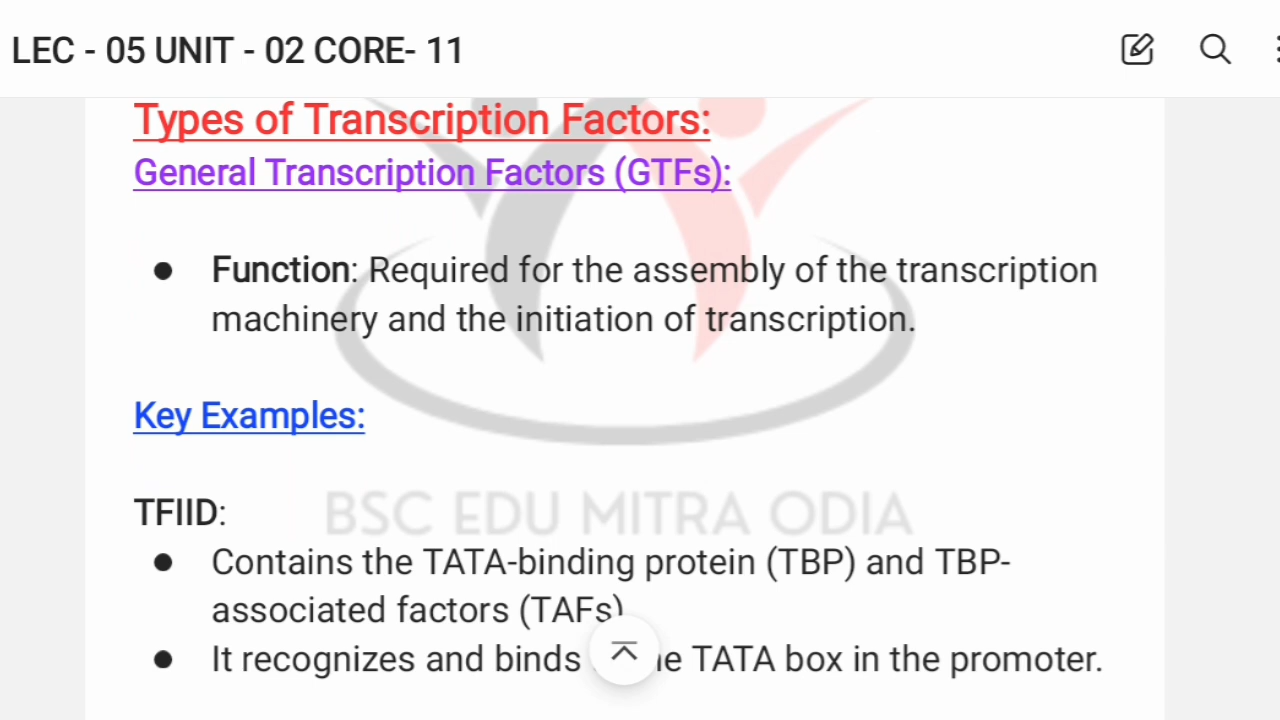 LEC - 05 UNIT - 02 CORE- 11
Types of Transcription Factors:
General Transcription Factors (GTFs):
● Function: Required for the assembly of the transcription
machinery and the initiation of transcription.
Key Examples:
BSC EDU MITRA ODIA
TFIID:
● Contains the TATA-binding protein (TBP) and TBP-
associated factors (TAFs)
● It recognizes and binds TATA box in the promoter.